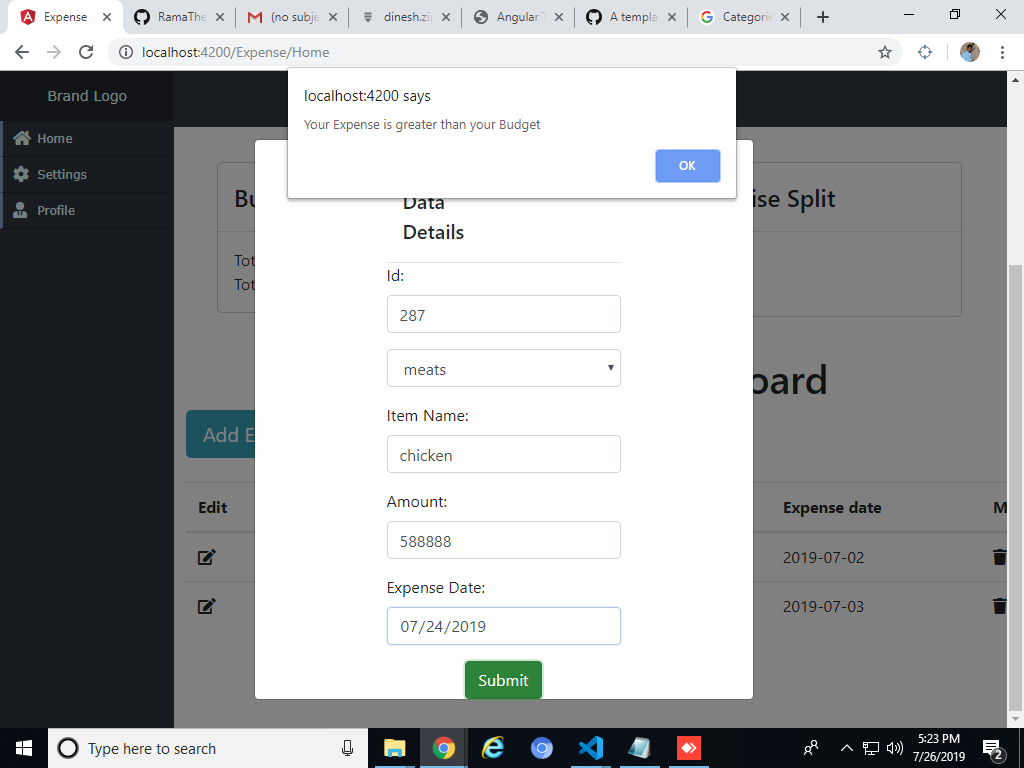 Expense
RamaThe
(no subje
dinesh.zip
Angular T
A templa
Categorie
localhost:4200/Expense/Home
Brand Logo
localhost:4200 says
Your Expense is greater than your Budget
OK
Home
Settings
Profile
Bu
ise Split
Tot
Tot
Data
Details
Id:
287
meats
oard
Item Name:
Add E
chicken
Amount:
Edit
Expense date
M
588888
2019-07-02
Expense Date:
2019-07-03
07/24/2019
Submit
Type here to search
5:23 PM
7/26/2019
2